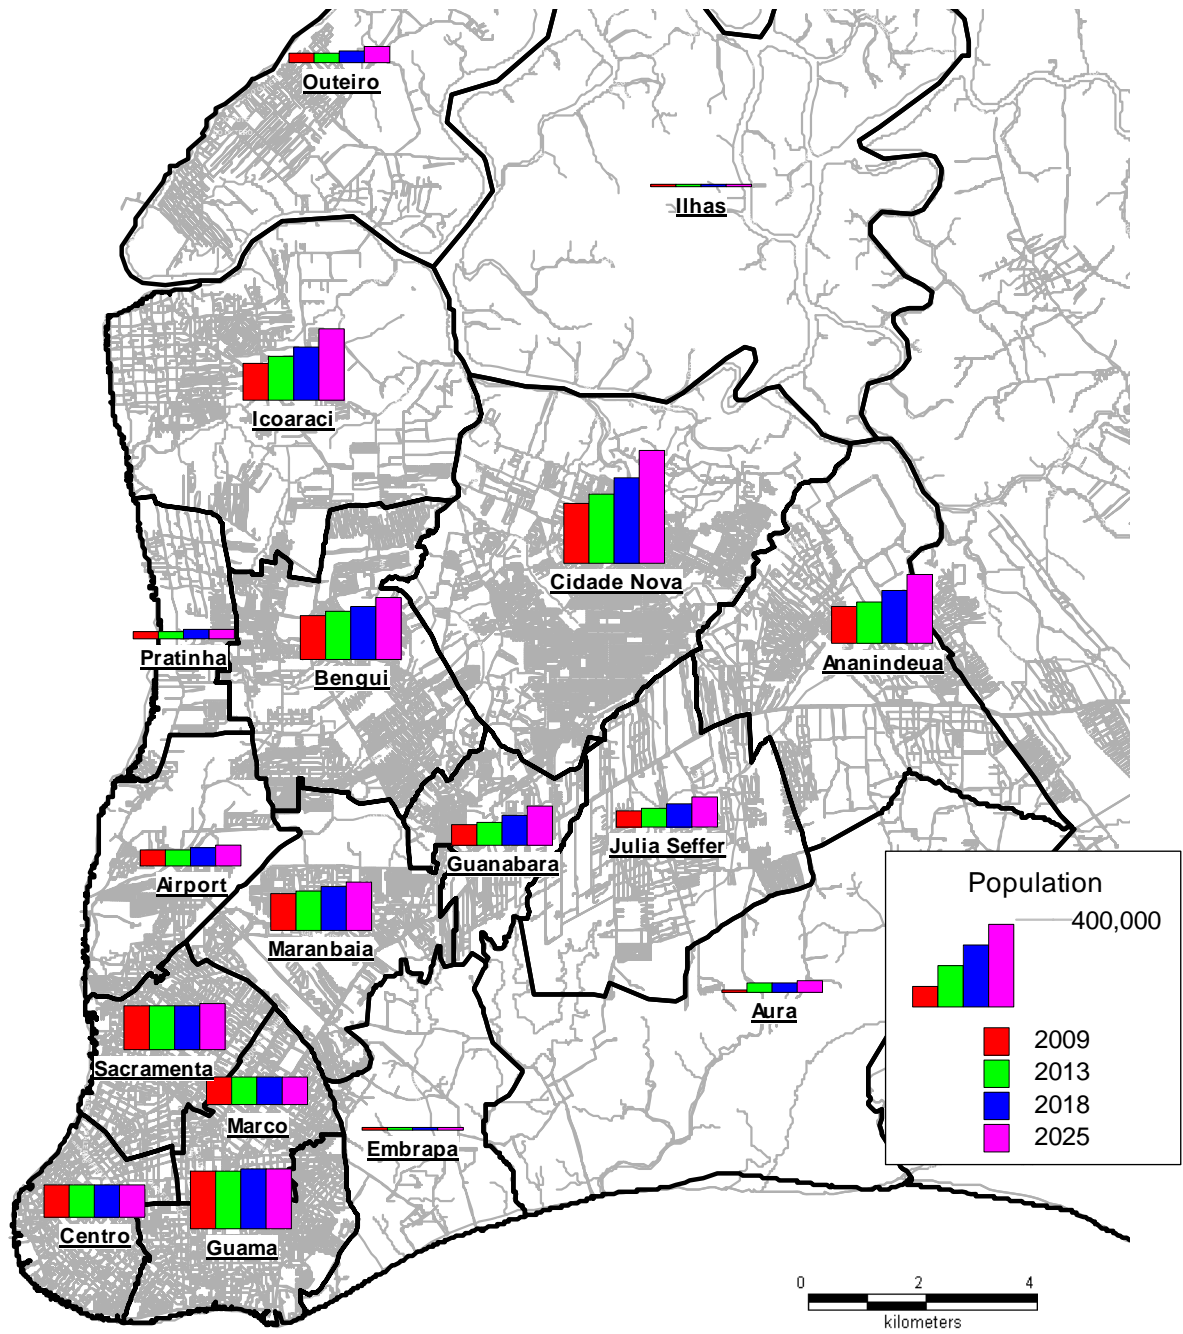 Outeiro
Ilhas
Icoaraci
Cidade Nova
Pratinha
Bengui
Ananindeua
Airport
Guanabara
Julia Seffer
Maranbaia
Population
400,000
2009
2013
2018
2025
Aura
Sacramenta
Marco
Embrapa
Centro
Guama
0 2 4
kilometers